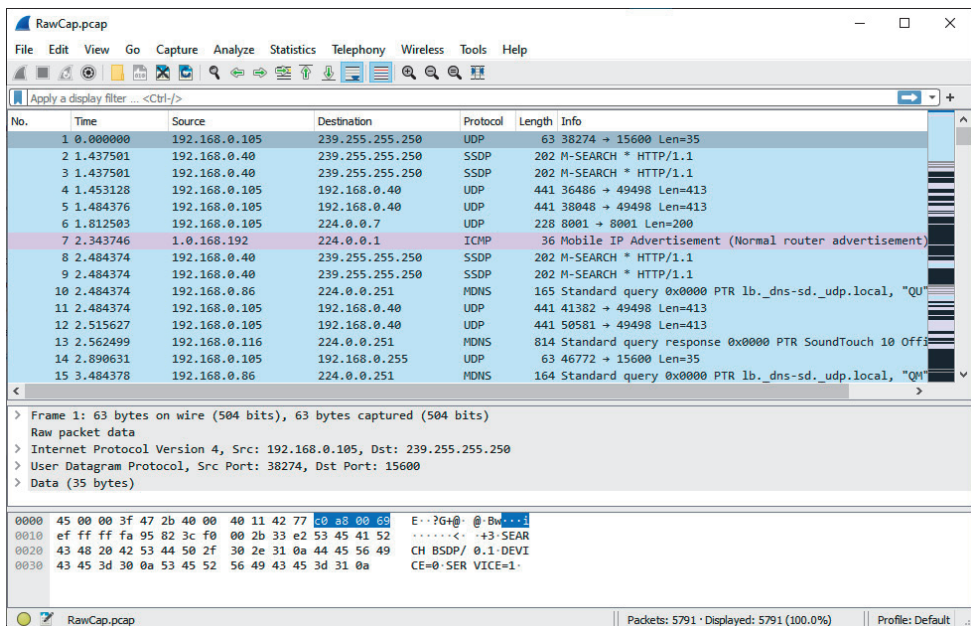 RawCap.pcap
File Edit View Go Capture Analyze Statistics Telephony Wireless Tools Help
Apply a display filter ... <Ctrl-/>
No. Time Source Destination Protocol Length Info
1 0.000000 192.168.0.105 239.255.255.250 UDP 63 38274 → 15600 Len=35
2 1.437501 192.168.0.40 239.255.255.250 SSDP 202 M-SEARCH * HTTP/1.1
3 1.437501 192.168.0.40 239.255.255.250 SSDP 202 M-SEARCH * HTTP/1.1
4 1.453128 192.168.0.105 192.168.0.40 UDP 441 36486 → 49498 Len=413
5 1.484376 192.168.0.105 192.168.0.40 UDP 441 38048 → 49498 Len=413
6 1.812503 192.168.0.105 224.0.0.7 UDP 228 8001 → 8001 Len=200
7 2.343746 1.0.168.192 224.0.0.1 ICMP 36 Mobile IP Advertisement (Normal router advertisement)
8 2.484374 192.168.0.40 239.255.255.250 SSDP 202 M-SEARCH * HTTP/1.1
9 2.484374 192.168.0.40 239.255.255.250 SSDP 202 M-SEARCH * HTTP/1.1
10 2.484374 192.168.0.86 224.0.0.251 MDNS 165 Standard query 0x0000 PTR lb._dns-sd._udp.local, "QU"
11 2.484374 192.168.0.105 192.168.0.40 UDP 441 41382 → 49498 Len=413
12 2.515627 192.168.0.105 192.168.0.40 UDP 441 50581 → 49498 Len=413
13 2.562499 192.168.0.116 224.0.0.251 MDNS 814 Standard query response 0x0000 PTR SoundTouch 10 Offi
14 2.890631 192.168.0.105 192.168.0.255 UDP 63 46772 → 15600 Len=35
15 3.484378 192.168.0.86 224.0.0.251 MDNS 164 Standard query 0x0000 PTR lb._dns-sd._udp.local, "QM"
> Frame 1: 63 bytes on wire (504 bits), 63 bytes captured (504 bits)
Raw packet data
> Internet Protocol Version 4, Src: 192.168.0.105, Dst: 239.255.255.250
> User Datagram Protocol, Src Port: 38274, Dst Port: 15600
> Data (35 bytes)
0000 45 00 00 3f 47 2b 40 00 40 11 42 77 c0 a8 00 69 E··?G+@· @·Bw···i
0010 ef ff ff fa 95 82 3c f0 00 2b 33 e2 53 45 41 52 ······<· ·+3·SEAR
0020 43 48 20 42 53 44 50 2f 30 2e 31 0a 44 45 56 49 CH BSDP/ 0.1·DEVI
0030 43 45 3d 30 0a 53 45 52 56 49 43 45 3d 31 0a CE=0·SER VICE=1·
RawCap.pcap Packets: 5791 · Displayed: 5791 (100.0%) Profile: Default